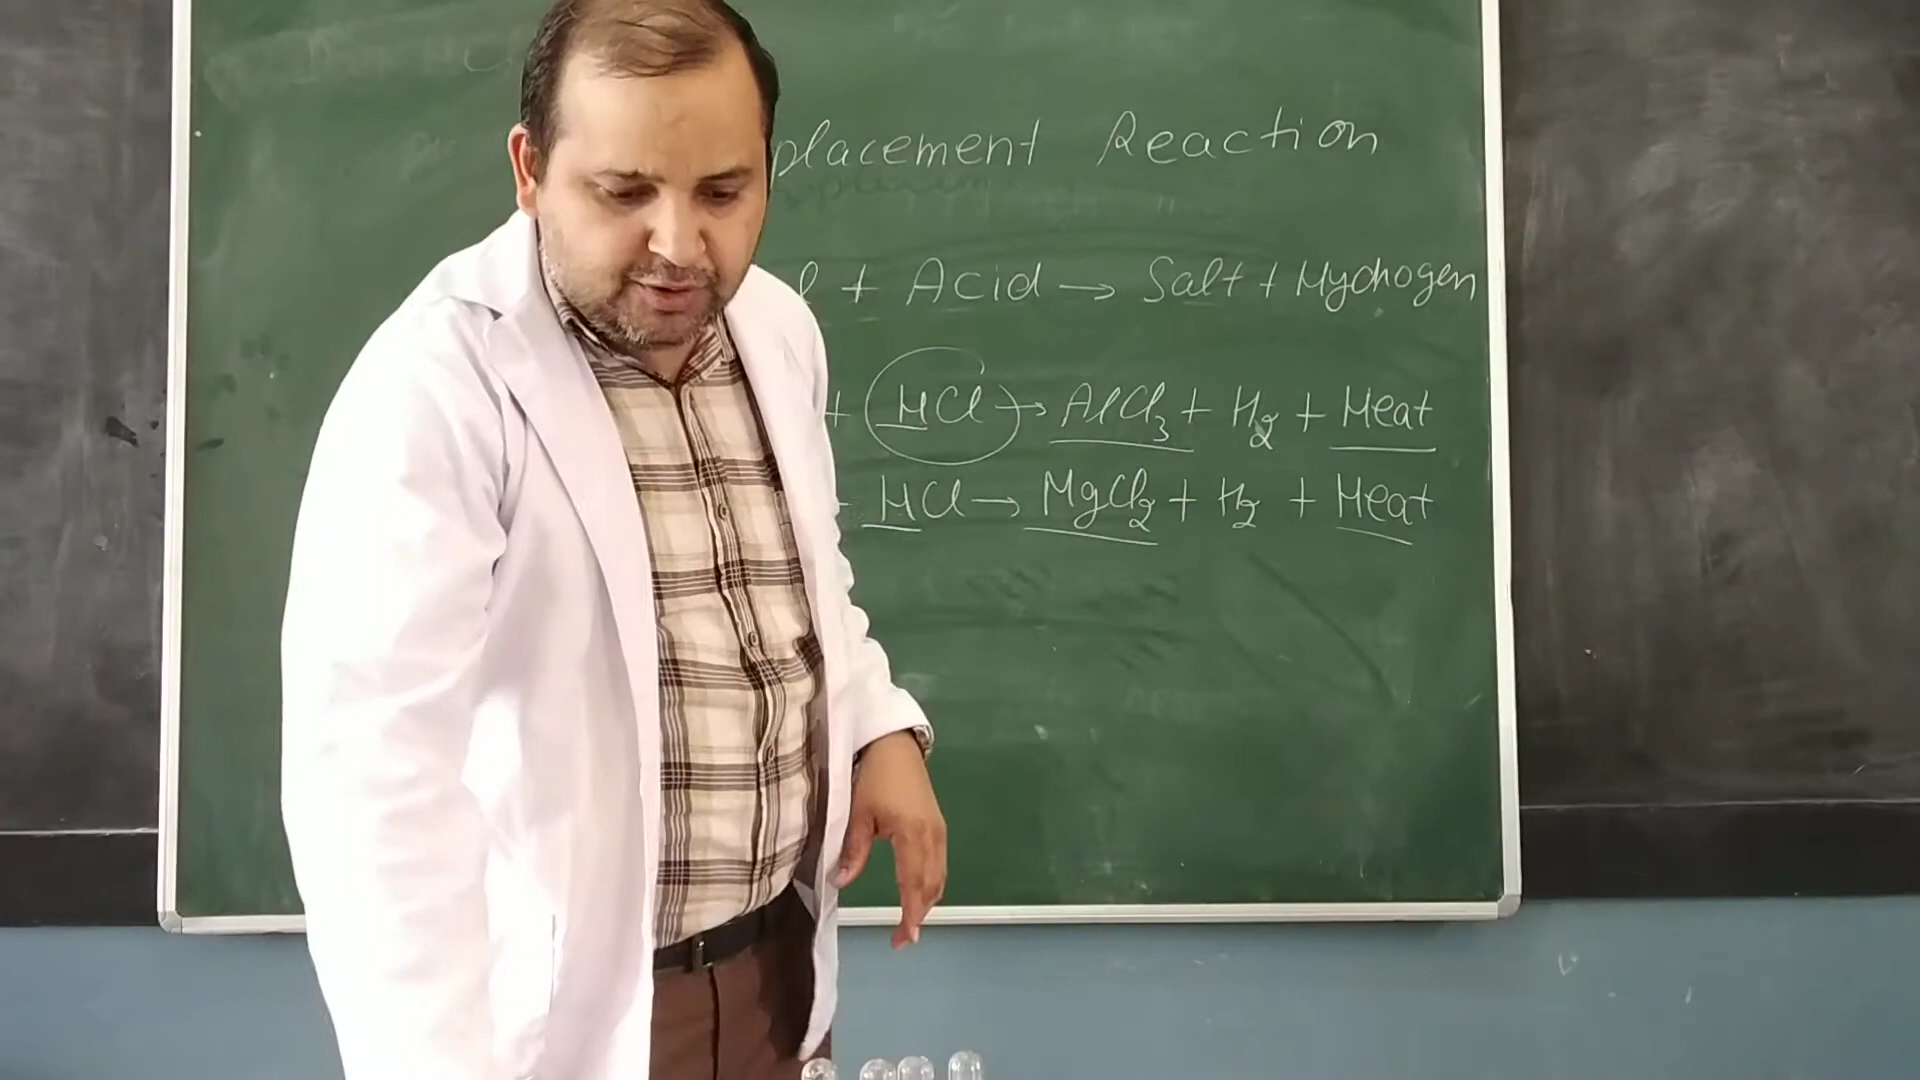 placement Reaction
l + Acid → Salt + Hydrogen
+ HCl → AlCl₃ + H₂ + Heat
HCl → MgCl₂ + H₂ + Heat